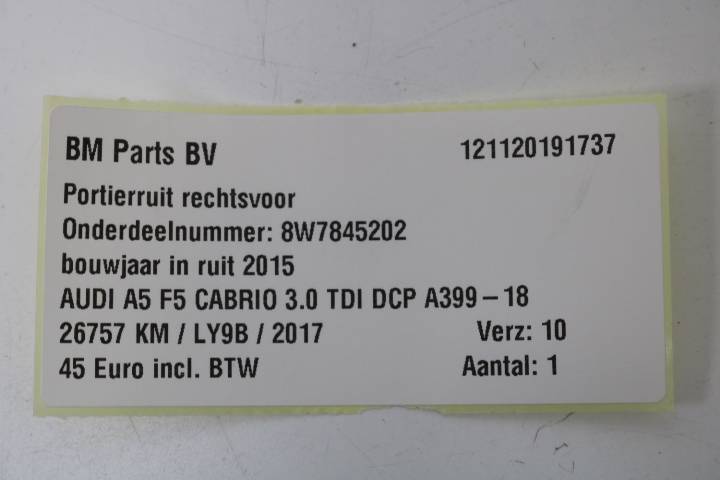 BM Parts BV 121120191737
Portierruit rechtsvoor
Onderdeelnummer: 8W7845202
bouwjaar in ruit 2015
AUDI A5 F5 CABRIO 3.0 TDI DCP A399 – 18
26757 KM / LY9B / 2017 Verz: 10
45 Euro incl. BTW Aantal: 1